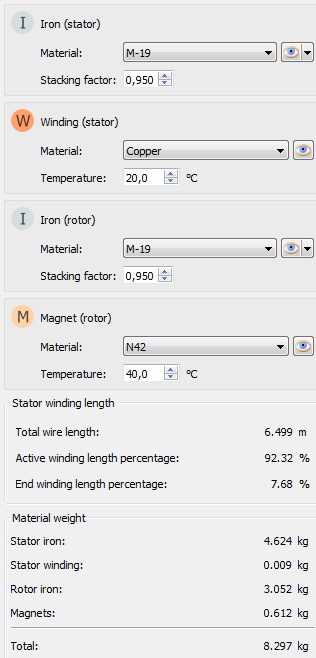 I Iron (stator)
Material: M-19
Stacking factor: 0,950
W Winding (stator)
Material: Copper
Temperature: 20,0 ºC
I Iron (rotor)
Material: M-19
Stacking factor: 0,950
M Magnet (rotor)
Material: N42
Temperature: 40,0 ºC
Stator winding length
Total wire length: 6.499 m
Active winding length percentage: 92.32 %
End winding length percentage: 7.68 %
Material weight
Stator iron: 4.624 kg
Stator winding: 0.009 kg
Rotor iron: 3.052 kg
Magnets: 0.612 kg
Total: 8.297 kg